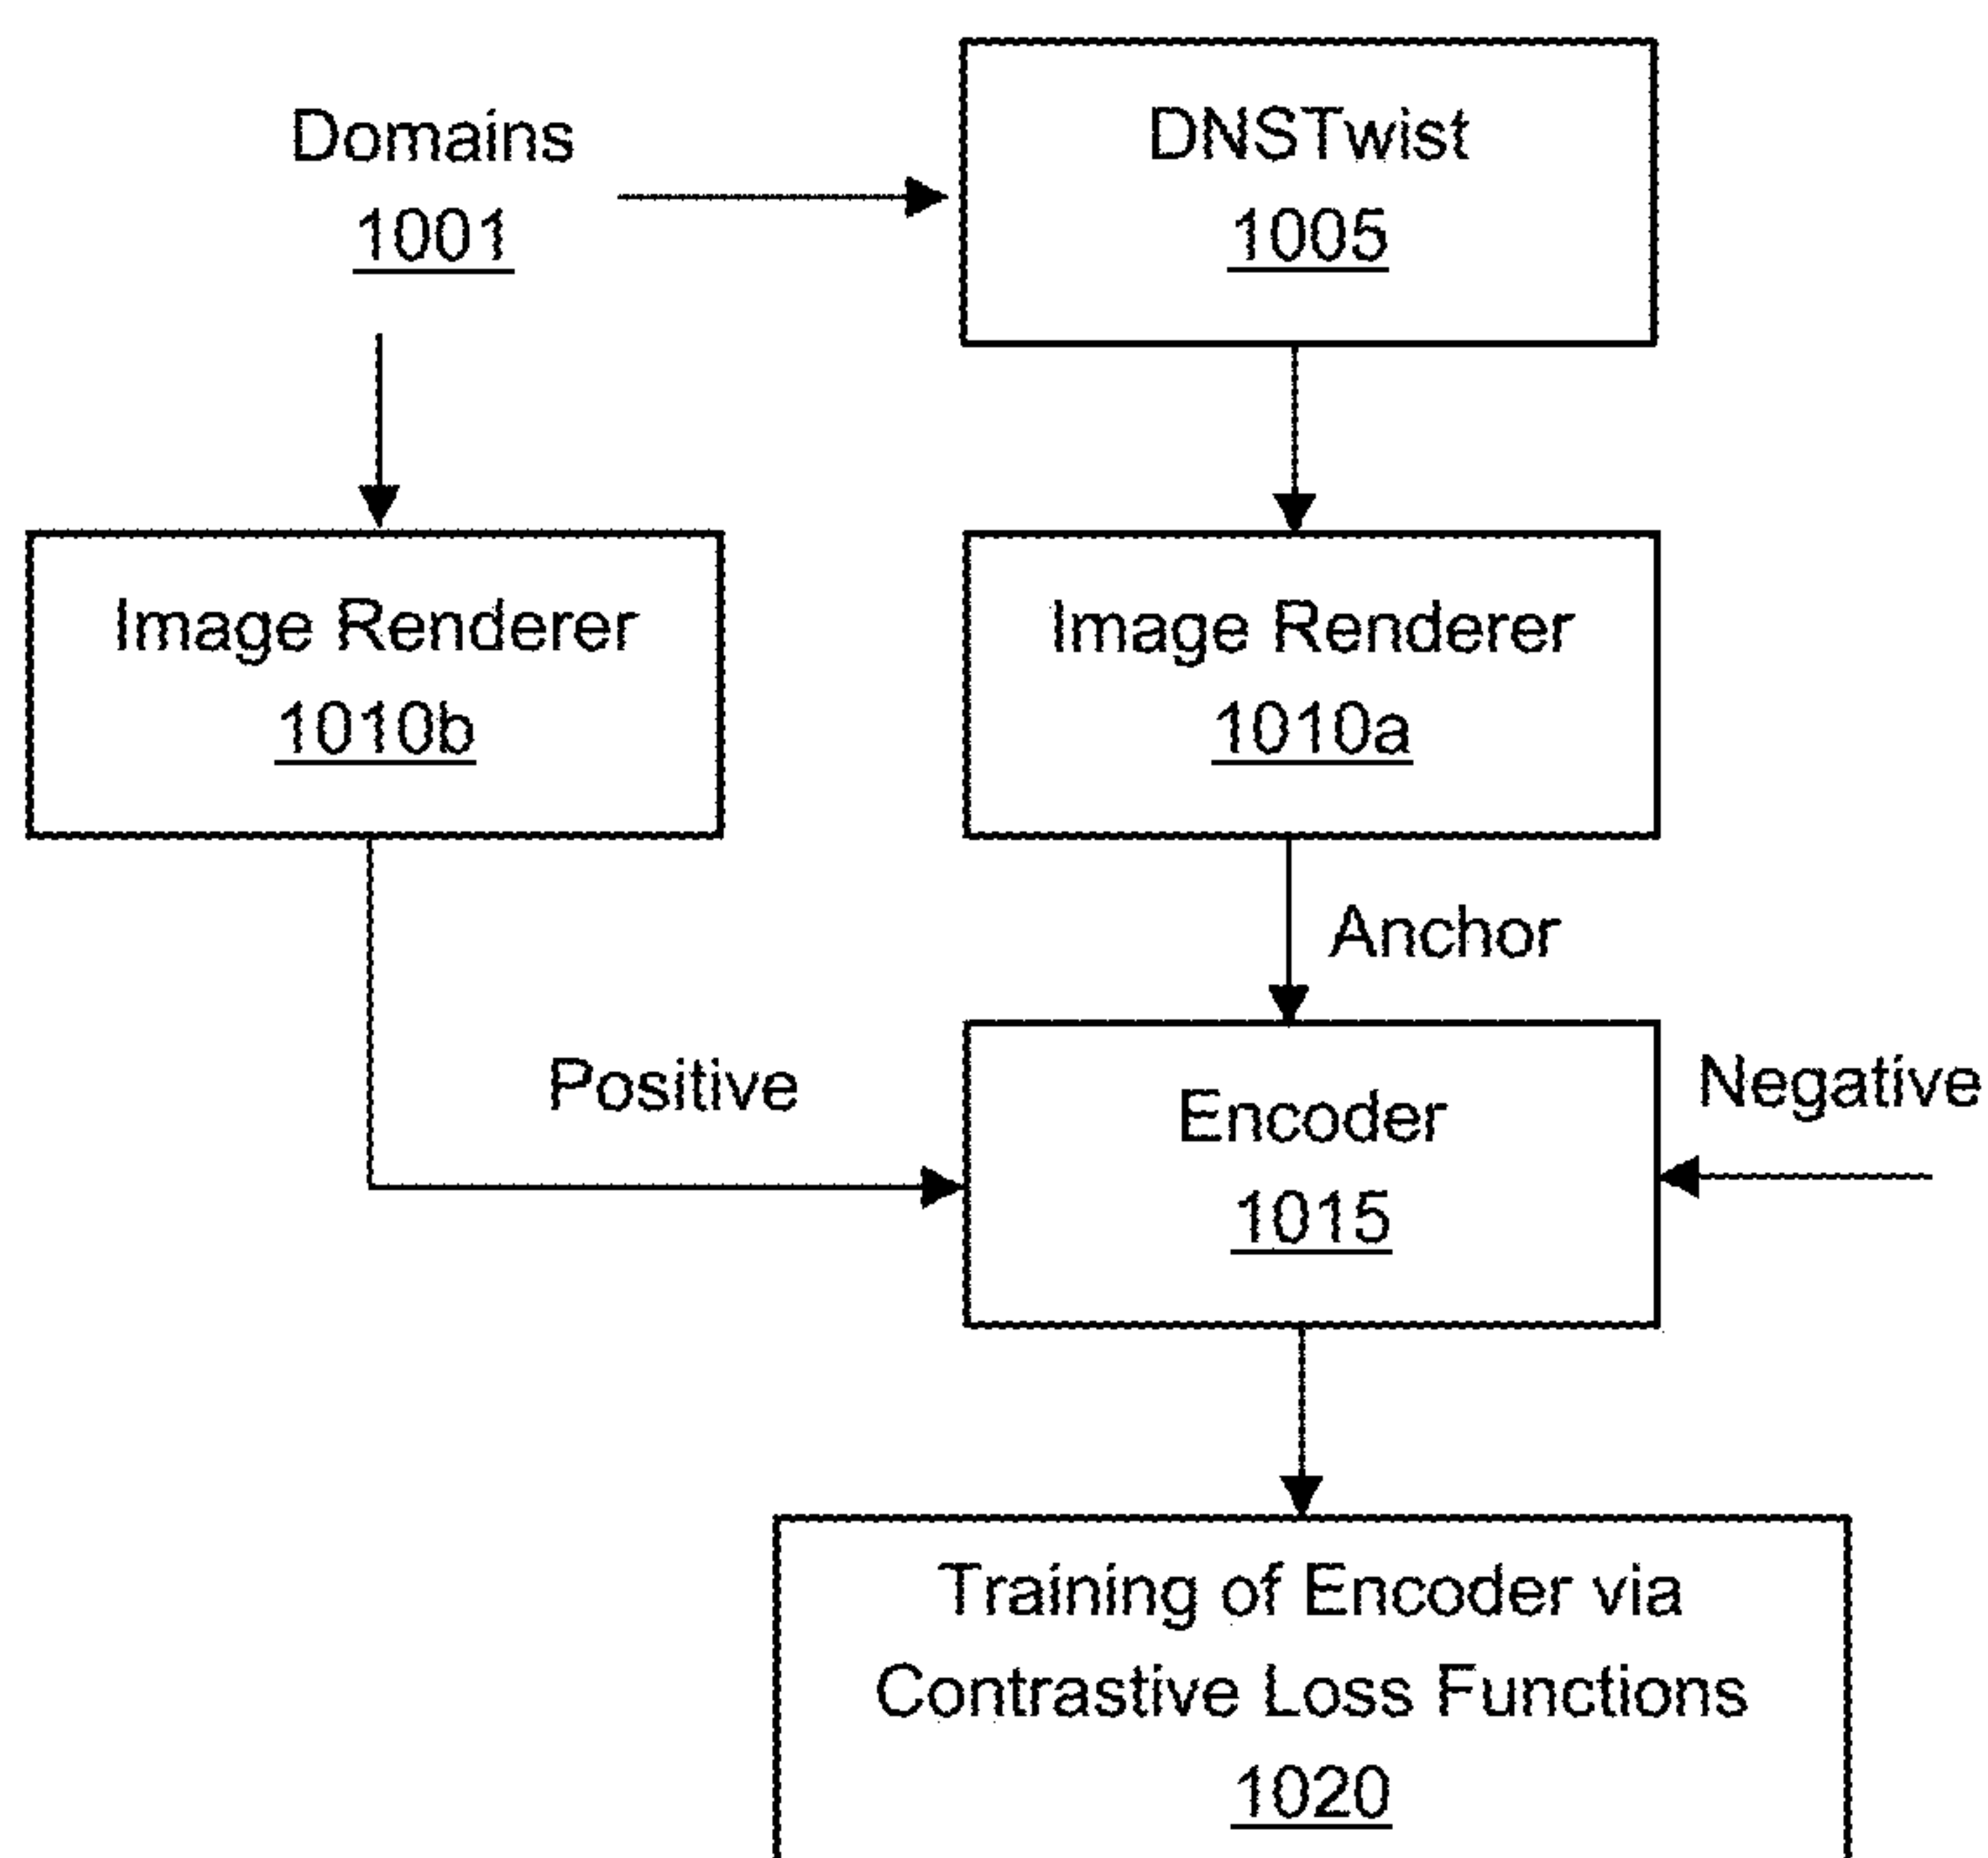 Domains
1001
DNSTwist
1005
Image Renderer
1010b
Image Renderer
1010a
Anchor
Positive
Encoder
1015
Negative
Training of Encoder via
Contrastive Loss Functions
1020